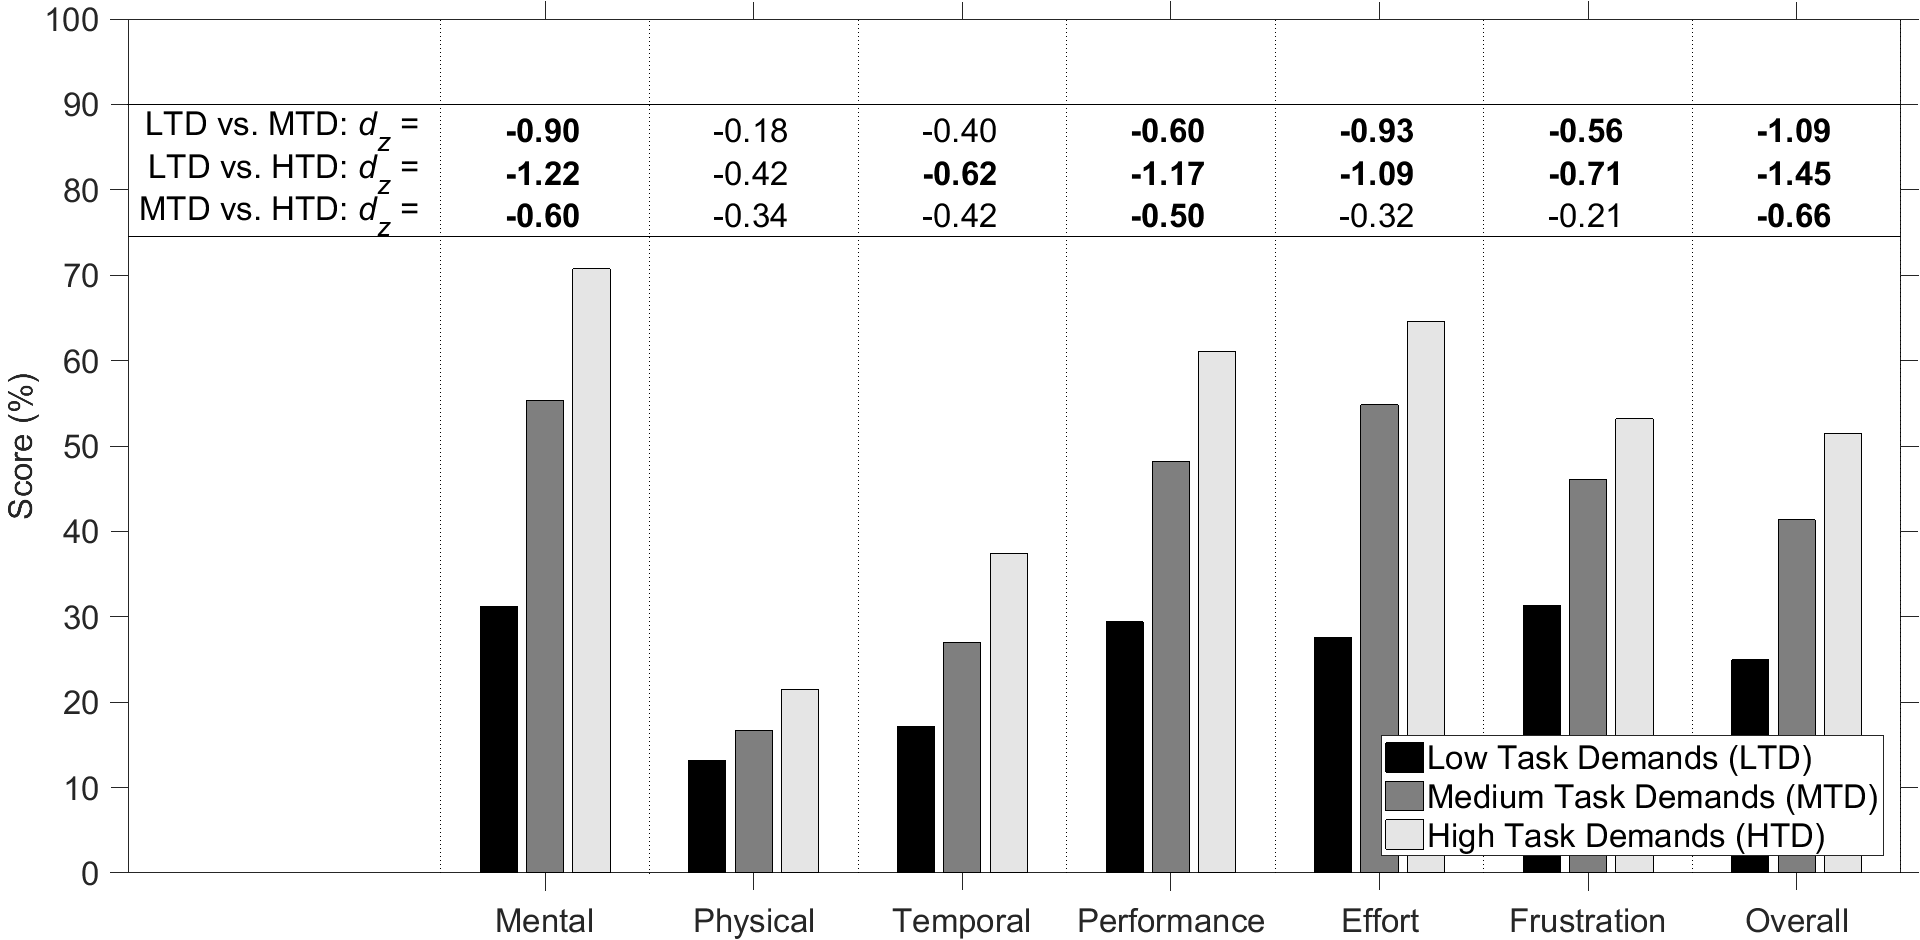 100
90
80
70
60
50
40
30
20
10
0
Score (%)
LTD vs. MTD: dz = -0.90 -0.18 -0.40 -0.60 -0.93 -0.56 -1.09
LTD vs. HTD: dz = -1.22 -0.42 -0.62 -1.17 -1.09 -0.71 -1.45
MTD vs. HTD: dz = -0.60 -0.34 -0.42 -0.50 -0.32 -0.21 -0.66
Low Task Demands (LTD)
Medium Task Demands (MTD)
High Task Demands (HTD)
Mental Physical Temporal Performance Effort Frustration Overall